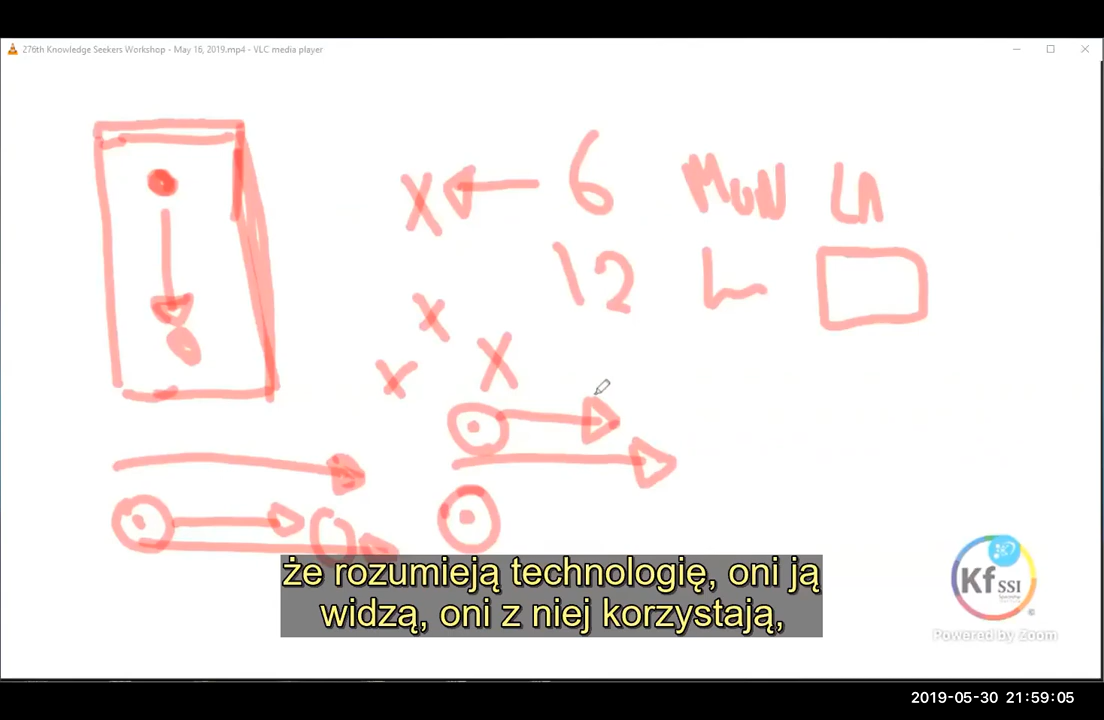 276th Knowledge Seekers Workshop - May 16, 2019.mp4 - VLC media player
X
6
MUN
12
X
X
X
że rozumieją technologię, oni ją
widzą, oni z niej korzystają,
Kf SSI
Powered by Zoom
2019-05-30 21:59:05